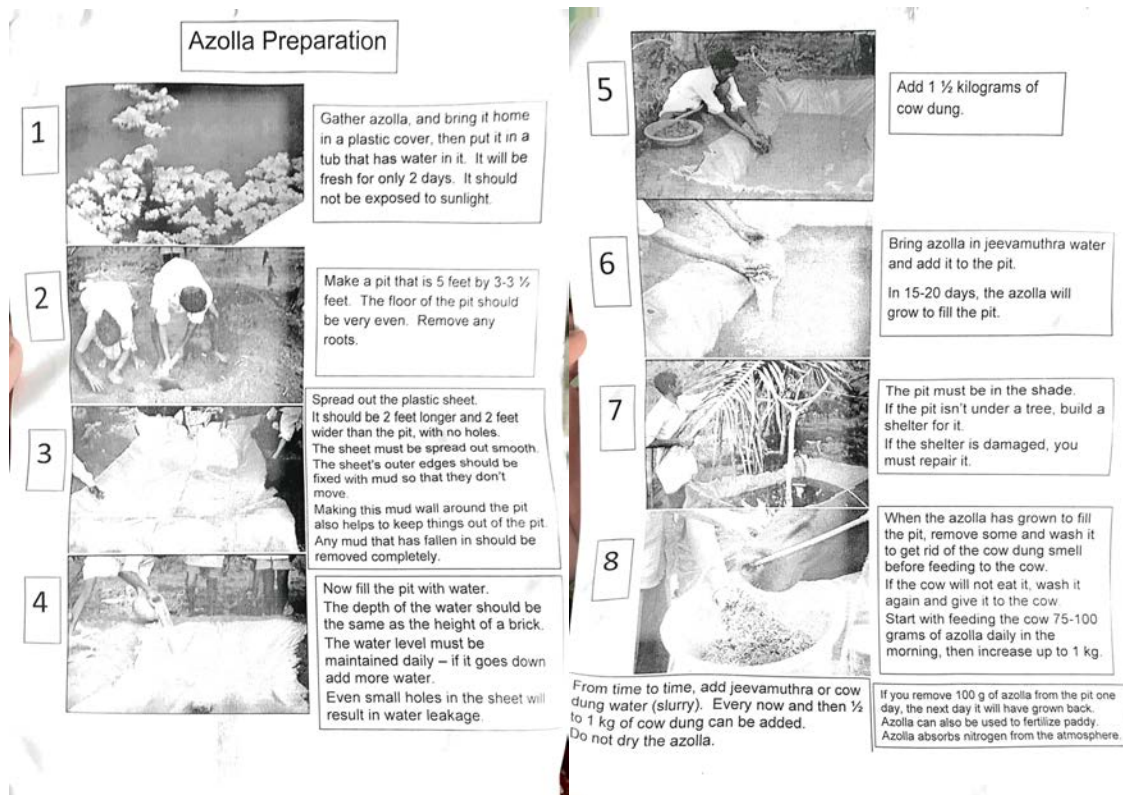 Azolla Preparation
1
Gather azolla, and bring it home
in a plastic cover, then put it in a
tub that has water in it. It will be
fresh for only 2 days. It should
not be exposed to sunlight.
2
Make a pit that is 5 feet by 3-3 ½
feet. The floor of the pit should
be very even. Remove any
roots.
3
Spread out the plastic sheet.
It should be 2 feet longer and 2 feet
wider than the pit, with no holes.
The sheet must be spread out smooth.
The sheet's outer edges should be
fixed with mud so that they don't
move.
Making this mud wall around the pit
also helps to keep things out of the pit.
Any mud that has fallen in should be
removed completely.
4
Now fill the pit with water.
The depth of the water should be
the same as the height of a brick.
The water level must be
maintained daily – if it goes down
add more water.
Even small holes in the sheet will
result in water leakage.
5
Add 1 ½ kilograms of
cow dung.
6
Bring azolla in jeevamuthra water
and add it to the pit.
In 15-20 days, the azolla will
grow to fill the pit.
7
The pit must be in the shade.
If the pit isn't under a tree, build a
shelter for it.
If the shelter is damaged, you
must repair it.
8
When the azolla has grown to fill
the pit, remove some and wash it
to get rid of the cow dung smell
before feeding to the cow.
If the cow will not eat it, wash it
again and give it to the cow
Start with feeding the cow 75-100
grams of azolla daily in the
morning, then increase up to 1 kg.
From time to time, add jeevamuthra or cow
dung water (slurry). Every now and then ½
to 1 kg of cow dung can be added.
Do not dry the azolla.
If you remove 100 g of azolla from the pit one
day, the next day it will have grown back.
Azolla can also be used to fertilize paddy.
Azolla absorbs nitrogen from the atmosphere.